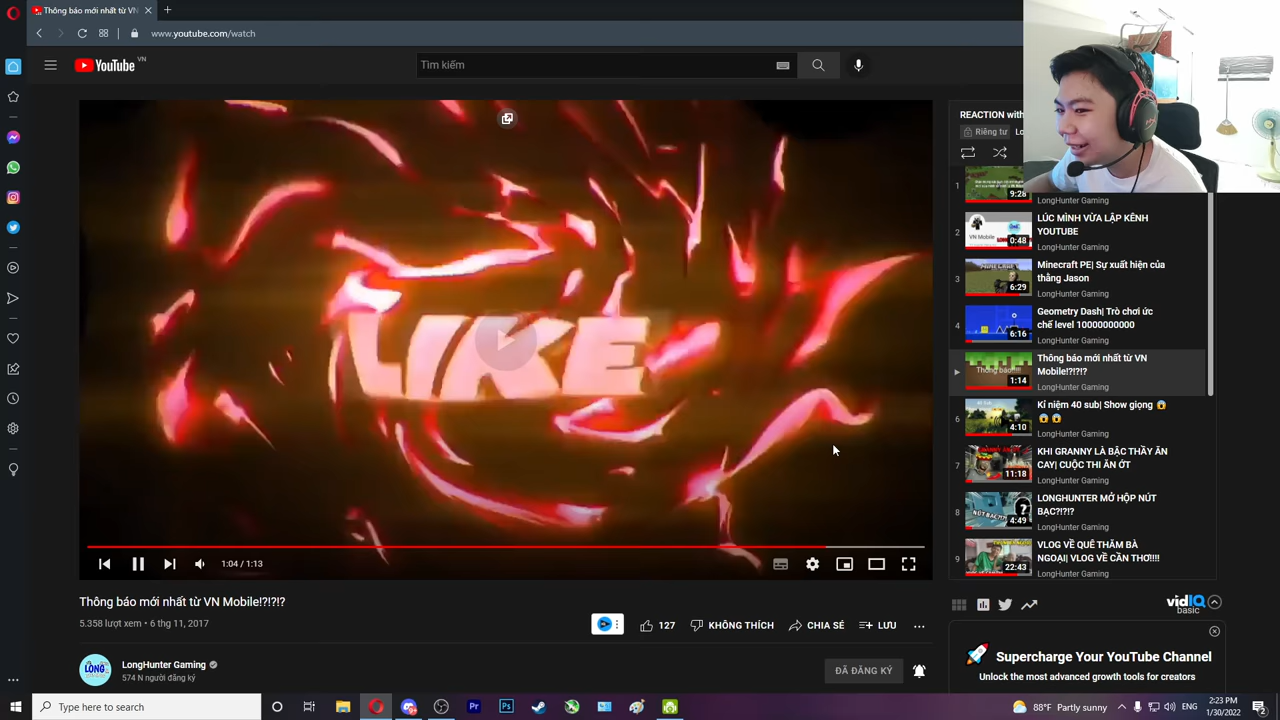 Thông báo mới nhất từ VN
www.youtube.com/watch
YouTube VN
Tìm kiếm
LIKE
1:04 / 1:13
Thông báo mới nhất từ VN Mobile!?!?!?
5.358 lượt xem • 6 thg 11, 2017
127
KHÔNG THÍCH
CHIA SẺ
LƯU
LongHunter Gaming
574 N người đăng ký
ĐÃ ĐĂNG KÝ
REACTION with
Riêng tư
1
9:28
LongHunter Gaming
2
VN Mobile
0:48
LÚC MÌNH VỪA LẬP KÊNH
YOUTUBE
LongHunter Gaming
3
6:29
Minecraft PE| Sự xuất hiện của
thằng Jason
LongHunter Gaming
4
6:16
Geometry Dash| Trò chơi ức
chế level 10000000000
LongHunter Gaming
1:14
Thông báo mới nhất từ VN
Mobile!?!?!?
LongHunter Gaming
6
4:10
Kỉ niệm 40 sub| Show giọng 😱
😱 😱
LongHunter Gaming
7
11:18
KHI GRANNY LÀ BẬC THẦY ĂN
CAY| CUỘC THI ĂN ỚT
LongHunter Gaming
8
NÚT BẠC?!?!
4:49
LONGHUNTER MỞ HỘP NÚT
BẠC?!?!?
LongHunter Gaming
9
22:43
VLOG VỀ QUÊ THĂM BÀ
NGOẠI| VLOG VỀ CẦN THƠ!!!!
LongHunter Gaming
vidIQ
basic
Supercharge Your YouTube Channel
Unlock the most advanced growth tools for creators
Type here to search
88°F Partly sunny
ENG
2:23 PM
1/30/2022
2